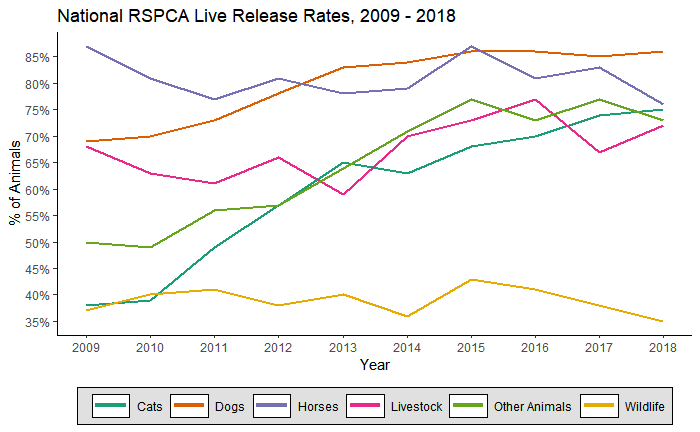 National RSPCA Live Release Rates, 2009 - 2018
% of Animals
85%
80%
75%
70%
65%
60%
55%
50%
45%
40%
35%
2009 2010 2011 2012 2013 2014 2015 2016 2017 2018
Year
Cats Dogs Horses Livestock Other Animals Wildlife